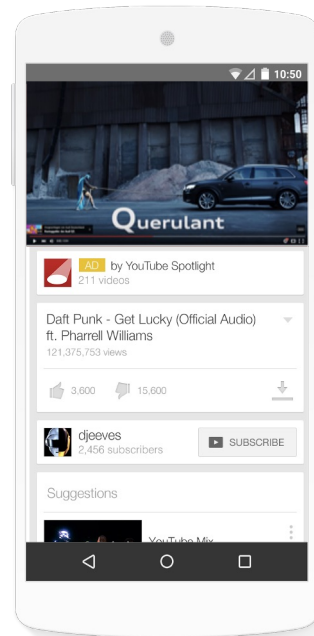 10:50
Querulant
AD by YouTube Spotlight
211 videos
Daft Punk - Get Lucky (Official Audio)
ft. Pharrell Williams
121,375,753 views
3,600 15,600
djeeves
2,456 subscribers
SUBSCRIBE
Suggestions
YouTube Mix